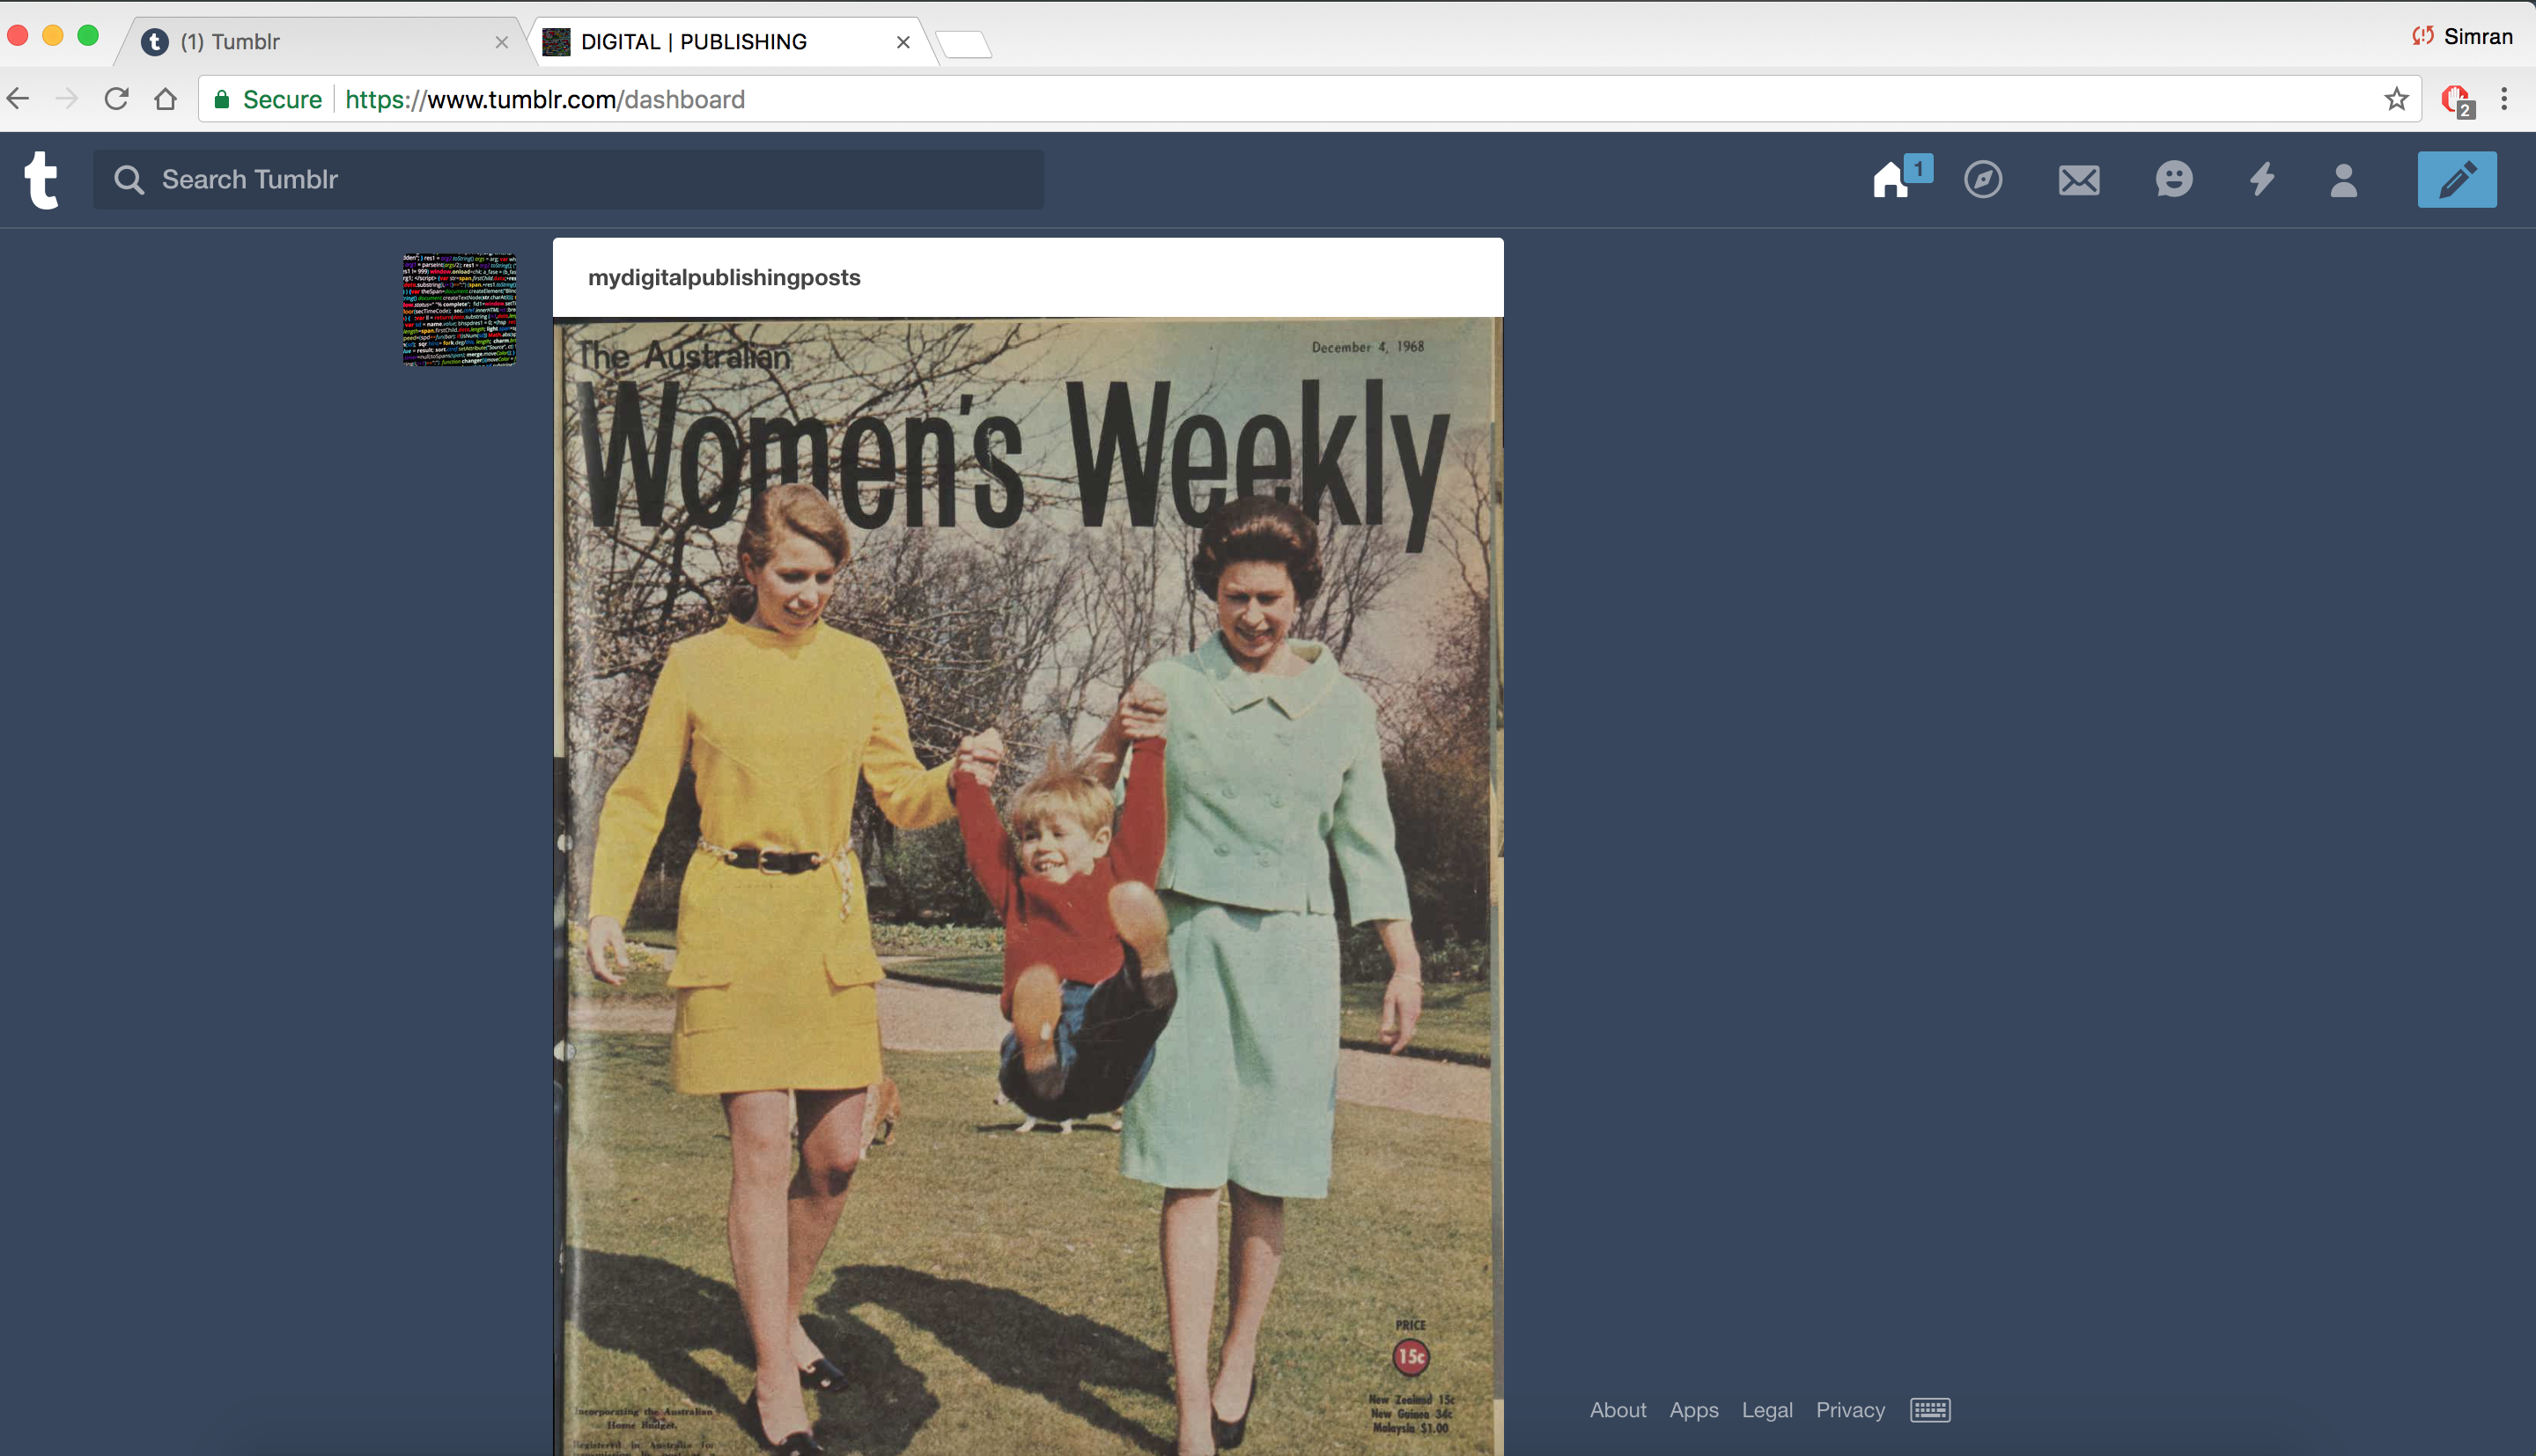 (1) Tumblr
DIGITAL | PUBLISHING
Simran
Secure
https://www.tumblr.com/dashboard
2
t
Search Tumblr
1
mydigitalpublishingposts
The Australian
December 4, 1968
Women's Weekly
PRICE
15c
New Zealand 15c
New Guinea 34c
Malaysia $1.00
Incorporating the Australian
Home Budget.
Registered in Australia for
About Apps Legal Privacy